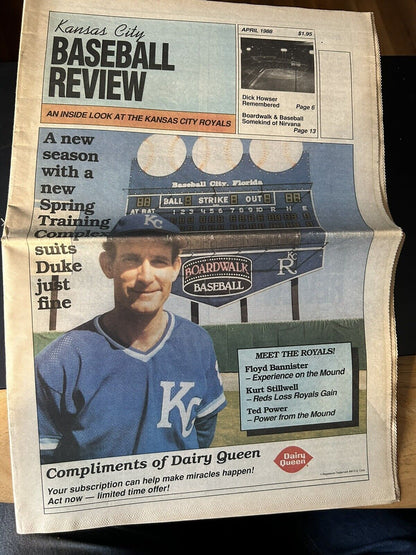 Kansas City
BASEBALL
REVIEW
AN INSIDE LOOK AT THE KANSAS CITY ROYALS
APRIL 1988 $1.95
Dick Howser
Remembered Page 6
Boardwalk & Baseball
Somekind of Nirvana
Page 13
A new
season
with a
new
Spring
Training
Complex
suits
Duke
just
fine
Baseball City, Florida
BALL STRIKE OUT
AT BAT 1 2 3 4 5 6 7 8 9 10 R H E
BOARDWALK
BASEBALL
KC
R
KC
KC
MEET THE ROYALS!
Floyd Bannister
– Experience on the Mound
Kurt Stillwell
– Reds Loss Royals Gain
Ted Power
– Power from the Mound
Compliments of Dairy Queen
Dairy
Queen
Your subscription can help make miracles happen!
Act now — limited time offer!